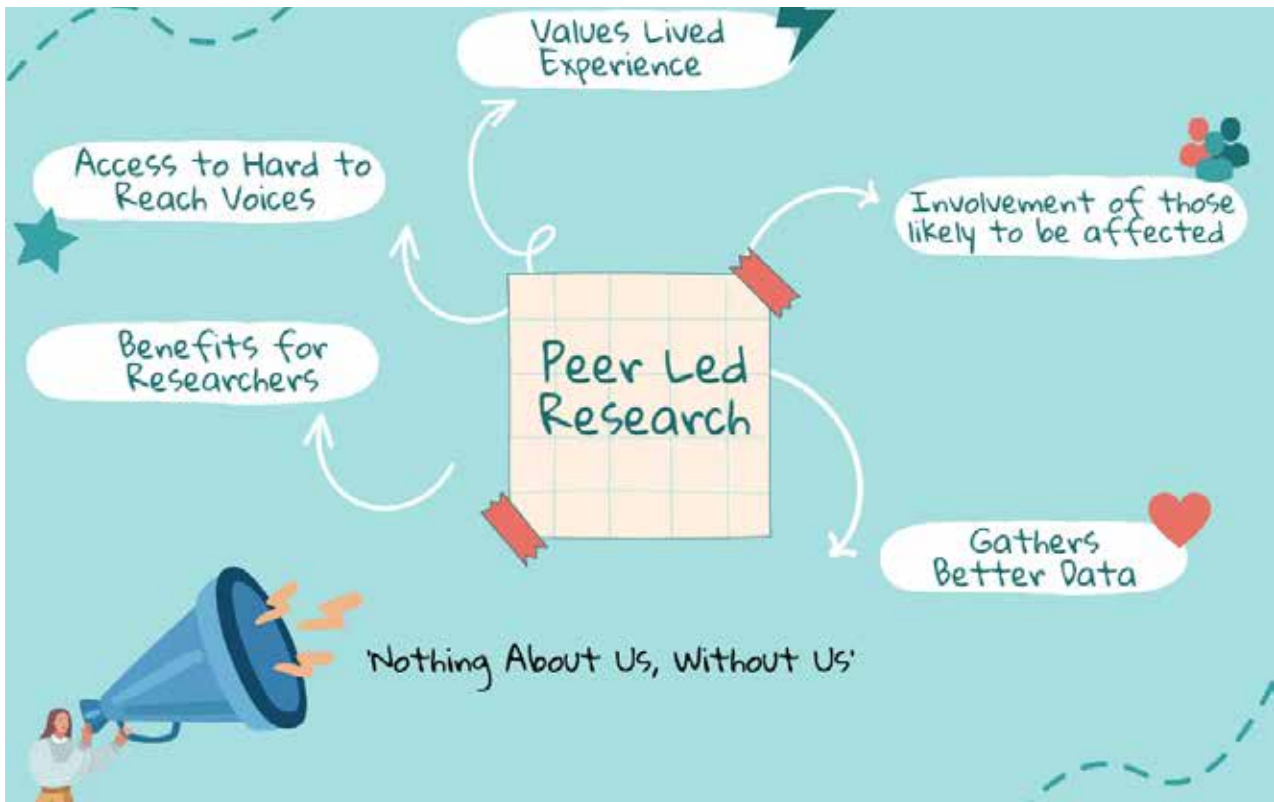 Values Lived
Experience
Access to Hard to
Reach Voices
Involvement of those
likely to be affected
Benefits for
Researchers
Peer Led
Research
Gathers
Better Data
'Nothing About Us, Without Us'